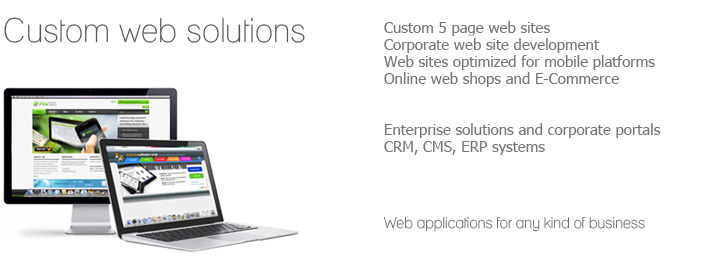 Custom web solutions
Custom 5 page web sites
Corporate web site development
Web sites optimized for mobile platforms
Online web shops and E-Commerce
Enterprise solutions and corporate portals
CRM, CMS, ERP systems
Web applications for any kind of business